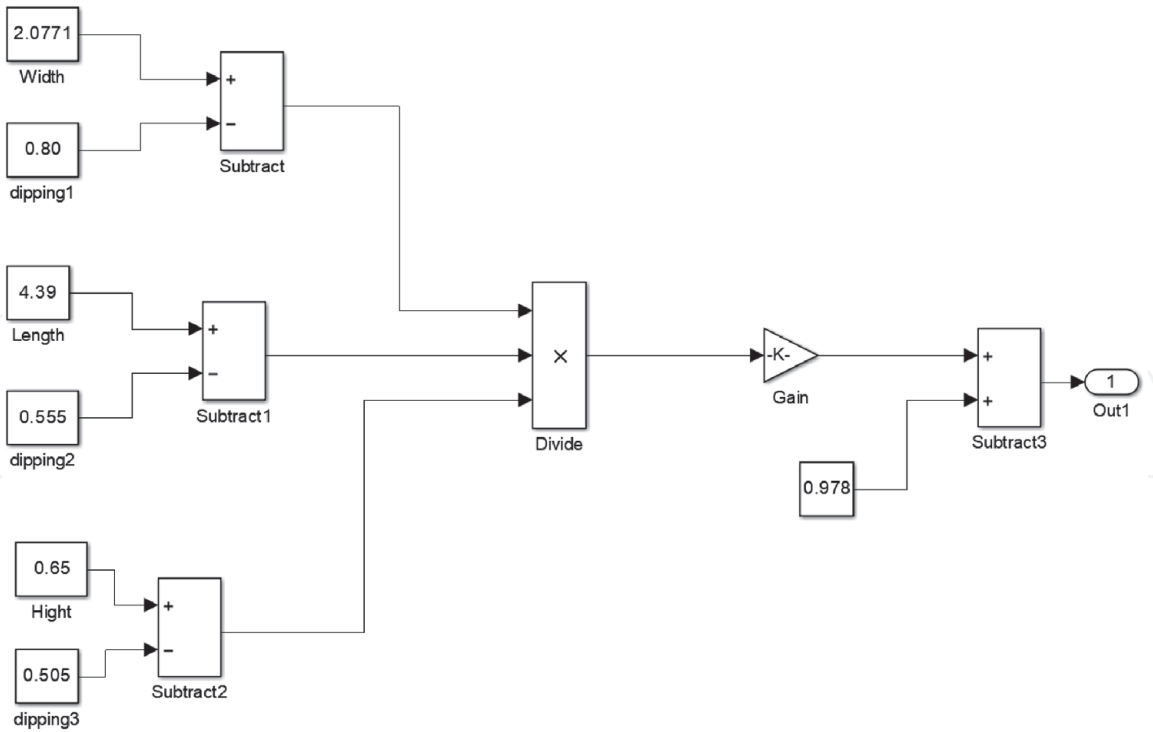 2.0771
Width
+
0.80
−
Subtract
dipping1
4.39
Length
+
−
0.555
Subtract1
dipping2
×
Divide
-K-
Gain
+
+
1
Out1
Subtract3
0.978
0.65
Hight
+
−
0.505
Subtract2
dipping3